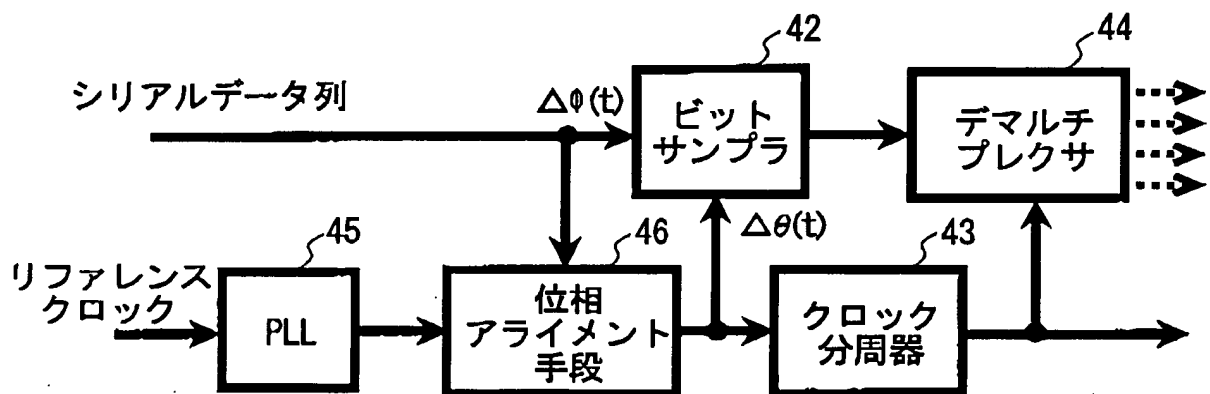 42
44
シリアルデータ列
ΔΦ(t)
ビット
サンプラ
デマルチ
プレクサ
45
46
Δθ(t)
43
リファレンス
クロック
PLL
位相
アライメント
手段
クロック
分周器